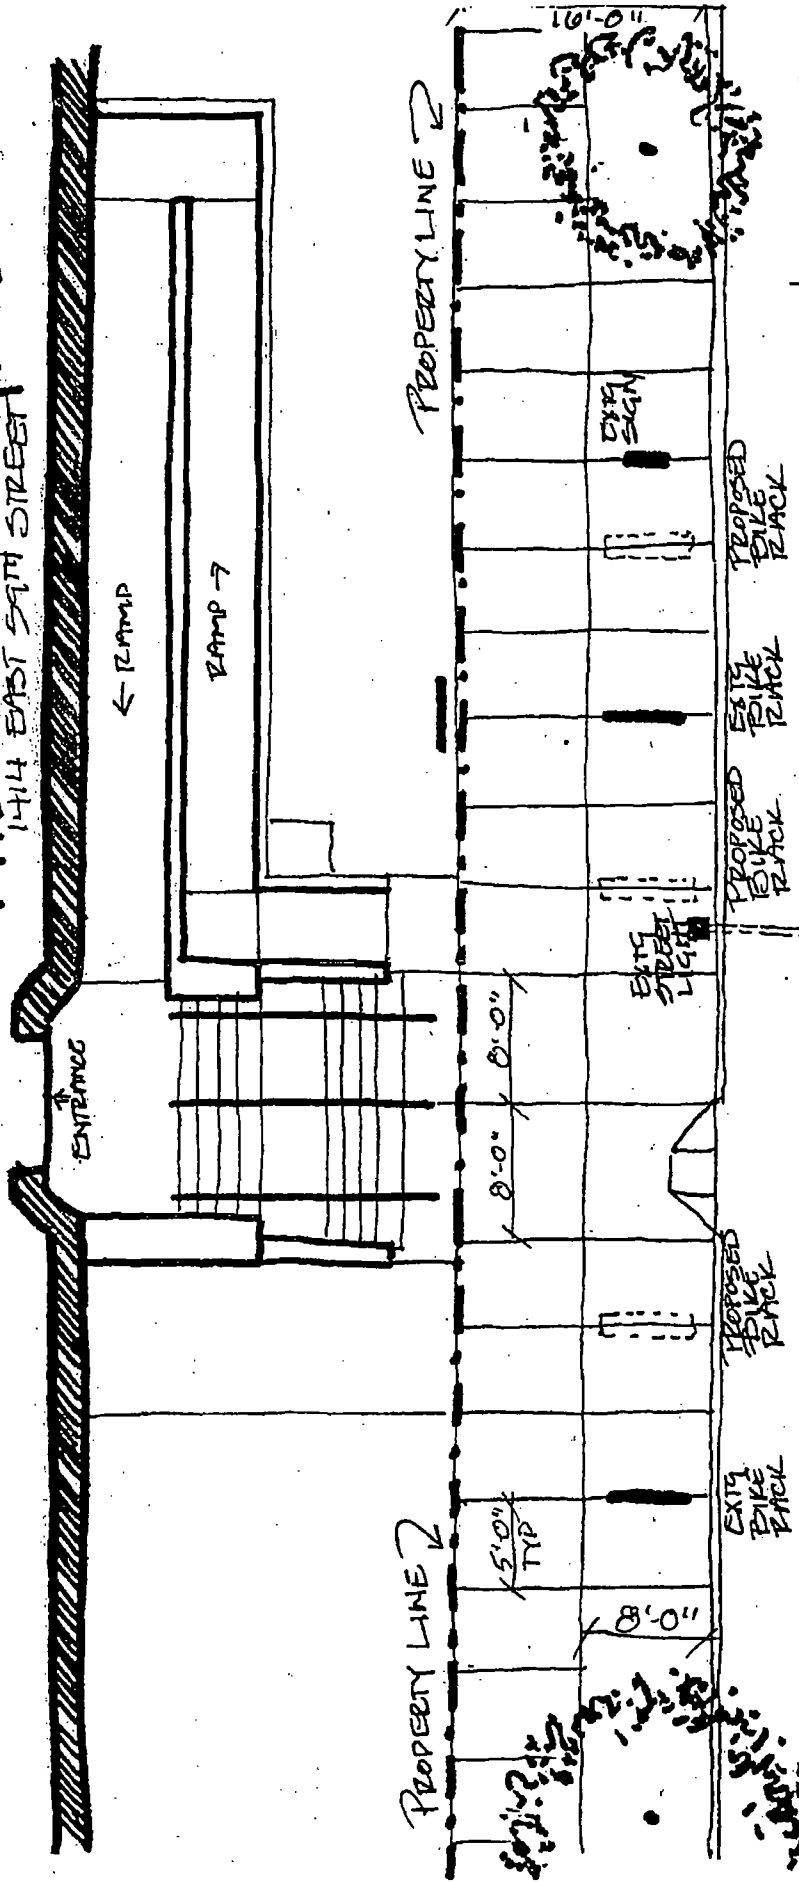 1414 EAST 59TH STREET
ENTRANCE
← RAMP
RAMP →
PROPERTY LINE
PROPERTY LINE
16'-0"
8'-0"
8'-0"
5'-0"
TYP
8'-0"
EXTG
SIGN
EXTG
STREET
LIGHT
EXTG
BIKE
RACK
PROPOSED
BIKE
RACK
PROPOSED
BIKE
RACK
EXTG
BIKE
RACK
PROPOSED
BIKE
RACK